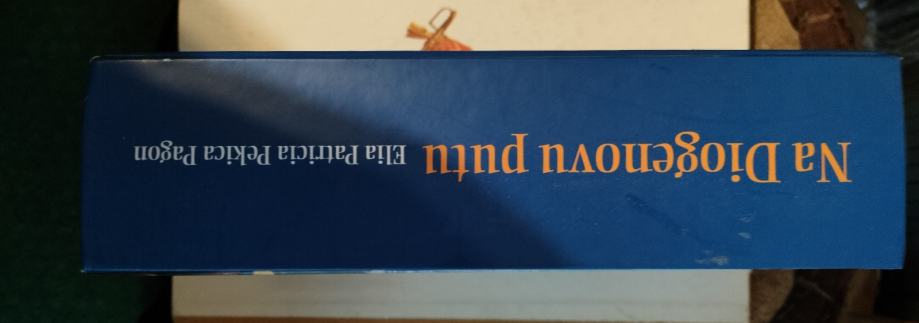 Na Diogenovu putu Elia Patricia Pekica Pagon